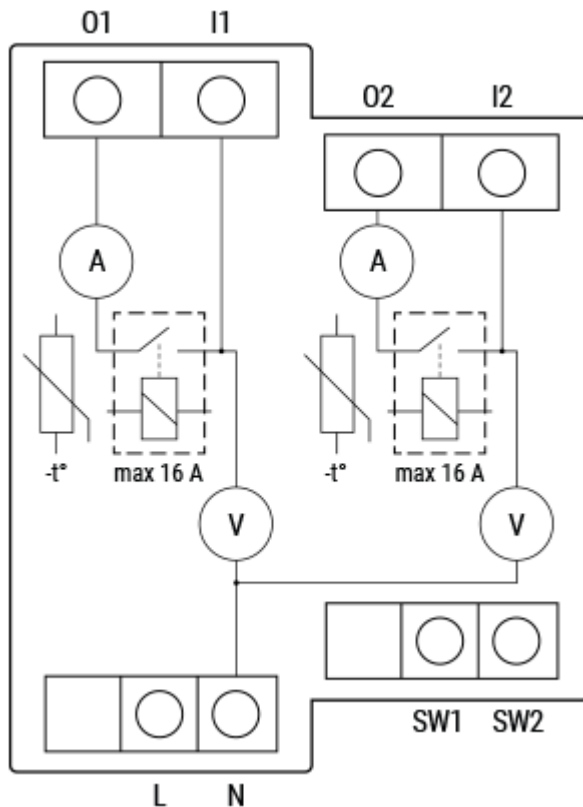 O1 I1
O2 I2
A A
-t° max 16 A -t° max 16 A
V V
SW1 SW2
L N